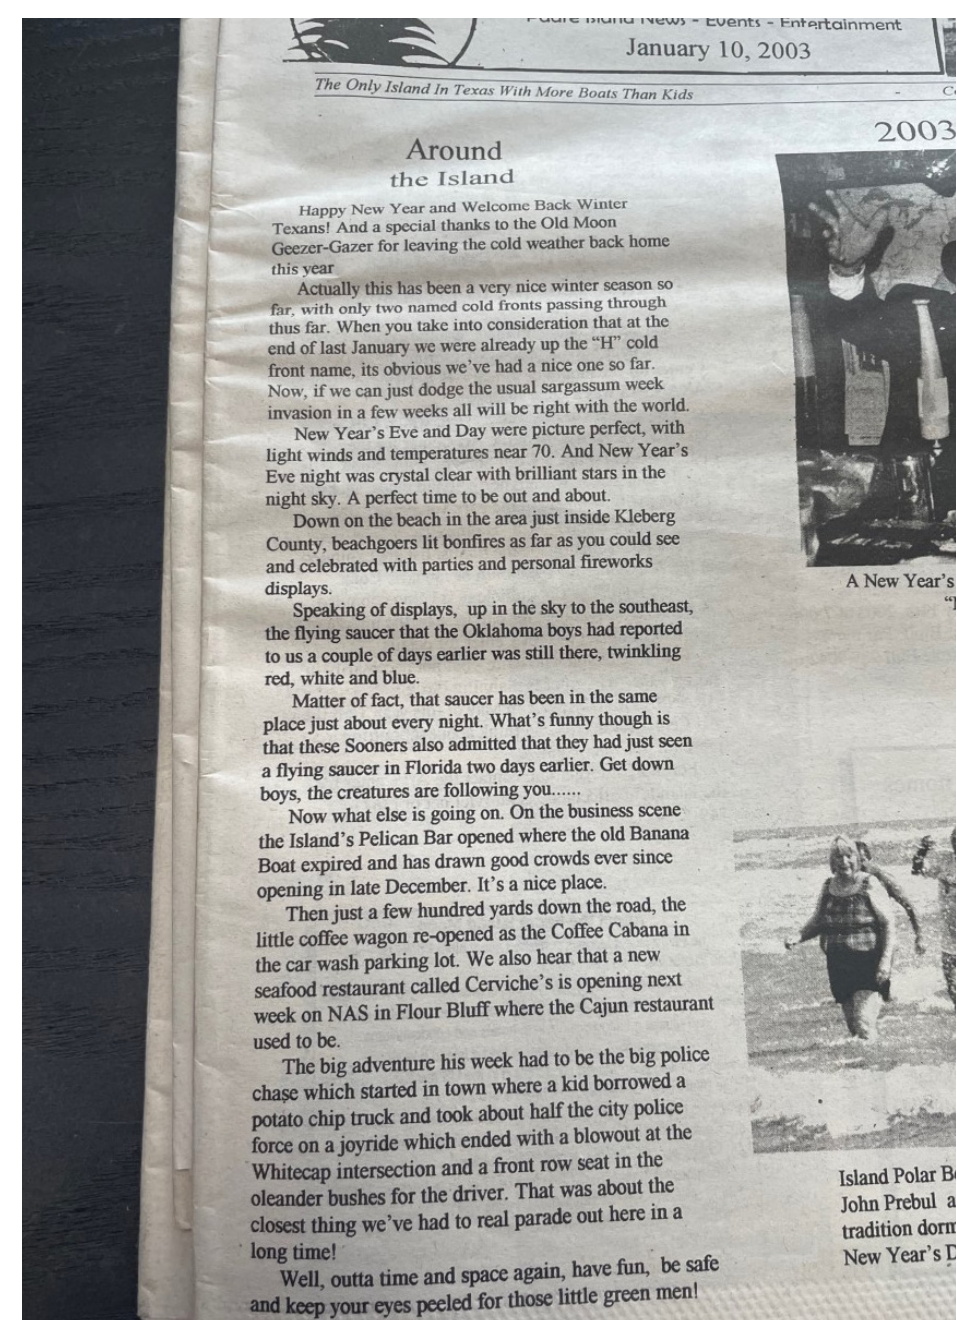 Padre Island News - Events - Entertainment
January 10, 2003
The Only Island In Texas With More Boats Than Kids
-
2003
Around
the Island
Happy New Year and Welcome Back Winter
Texans! And a special thanks to the Old Moon
Geezer-Gazer for leaving the cold weather back home
this year
Actually this has been a very nice winter season so
far, with only two named cold fronts passing through
thus far. When you take into consideration that at the
end of last January we were already up the “H” cold
front name, its obvious we’ve had a nice one so far.
Now, if we can just dodge the usual sargassum week
invasion in a few weeks all will be right with the world.
New Year’s Eve and Day were picture perfect, with
light winds and temperatures near 70. And New Year’s
Eve night was crystal clear with brilliant stars in the
night sky. A perfect time to be out and about.
Down on the beach in the area just inside Kleberg
County, beachgoers lit bonfires as far as you could see
and celebrated with parties and personal fireworks
displays.
Speaking of displays, up in the sky to the southeast,
the flying saucer that the Oklahoma boys had reported
to us a couple of days earlier was still there, twinkling
red, white and blue.
Matter of fact, that saucer has been in the same
place just about every night. What’s funny though is
that these Sooners also admitted that they had just seen
a flying saucer in Florida two days earlier. Get down
boys, the creatures are following you......
Now what else is going on. On the business scene
the Island’s Pelican Bar opened where the old Banana
Boat expired and has drawn good crowds ever since
opening in late December. It’s a nice place.
Then just a few hundred yards down the road, the
little coffee wagon re-opened as the Coffee Cabana in
the car wash parking lot. We also hear that a new
seafood restaurant called Cerviche’s is opening next
week on NAS in Flour Bluff where the Cajun restaurant
used to be.
The big adventure his week had to be the big police
chase which started in town where a kid borrowed a
potato chip truck and took about half the city police
force on a joyride which ended with a blowout at the
Whitecap intersection and a front row seat in the
oleander bushes for the driver. That was about the
closest thing we’ve had to real parade out here in a
long time!
Well, outta time and space again, have fun, be safe
and keep your eyes peeled for those little green men!
A New Year’s
Island Polar
John Prebul
tradition
New Year’s